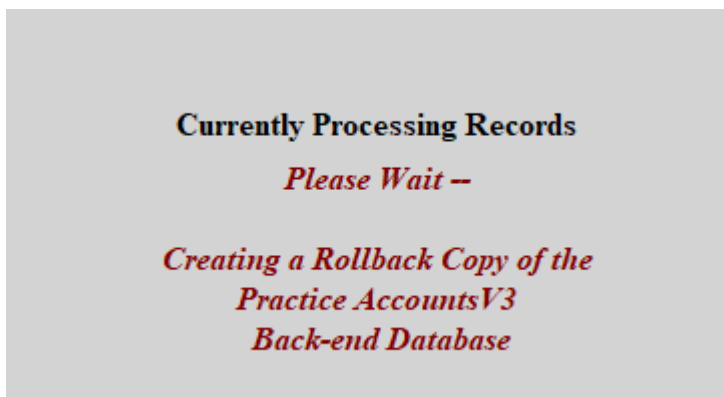 Currently Processing Records
Please Wait --
Creating a Rollback Copy of the
Practice AccountsV3
Back-end Database